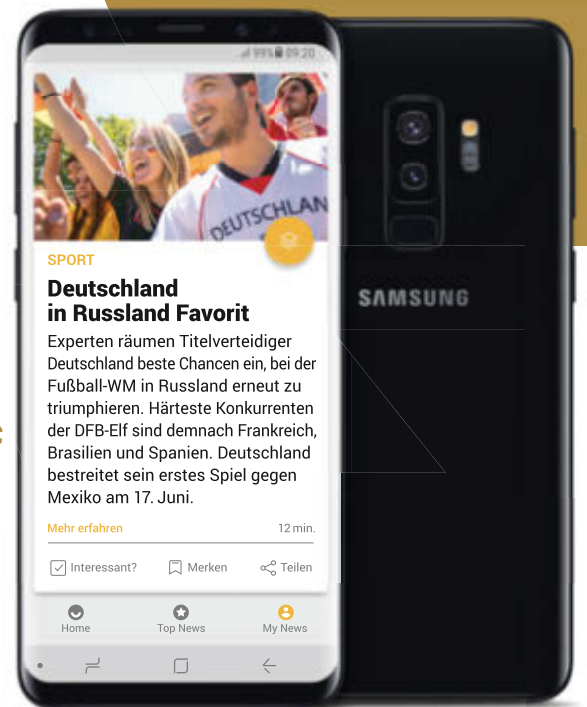 99% 09:20
DEUTSCHLAN
SPORT
Deutschland
in Russland Favorit
Experten räumen Titelverteidiger
Deutschland beste Chancen ein, bei der
Fußball-WM in Russland erneut zu
triumphieren. Härteste Konkurrenten
der DFB-Elf sind demnach Frankreich,
Brasilien und Spanien. Deutschland
bestreitet sein erstes Spiel gegen
Mexiko am 17. Juni.
Mehr erfahren 12 min.
Interessant? Merken Teilen
Home Top News My News
SAMSUNG